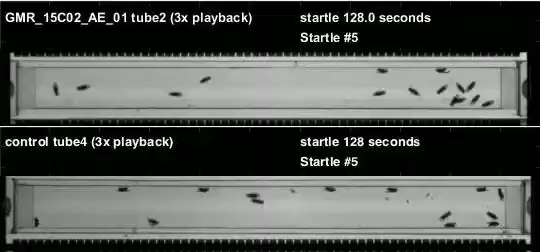 GMR_15C02_AE_01 tube2 (3x playback)
startle 128.0 seconds
Startle #5
control tube4 (3x playback)
startle 128 seconds
Startle #5